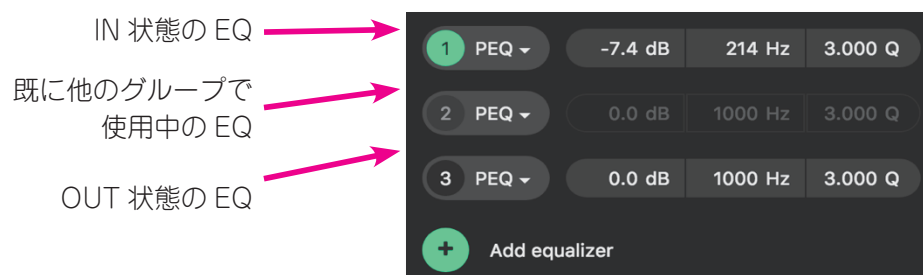 IN 状態の EQ
既に他のグループで
使用中の EQ
OUT 状態の EQ
1 PEQ -7.4 dB 214 Hz 3.000 Q
2 PEQ 0.0 dB 1000 Hz 3.000 Q
3 PEQ 0.0 dB 1000 Hz 3.000 Q
+ Add equalizer